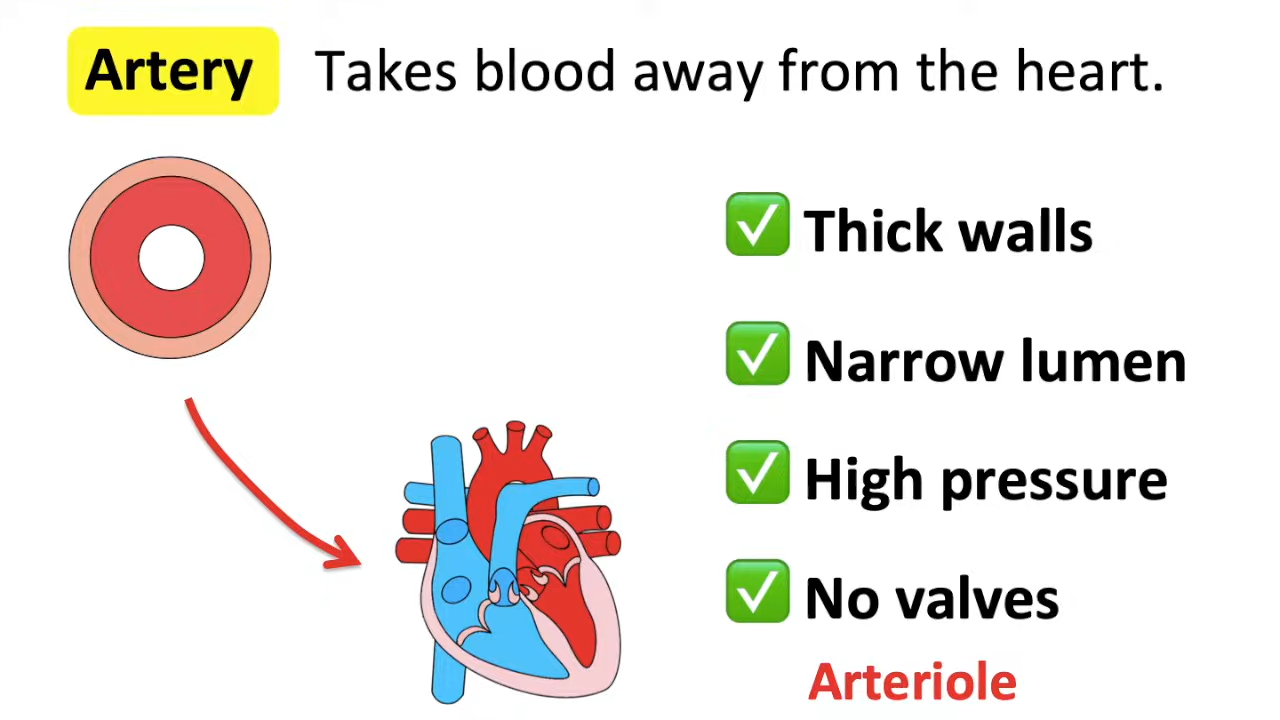 Artery Takes blood away from the heart.
Thick walls
Narrow lumen
High pressure
No valves
Arteriole